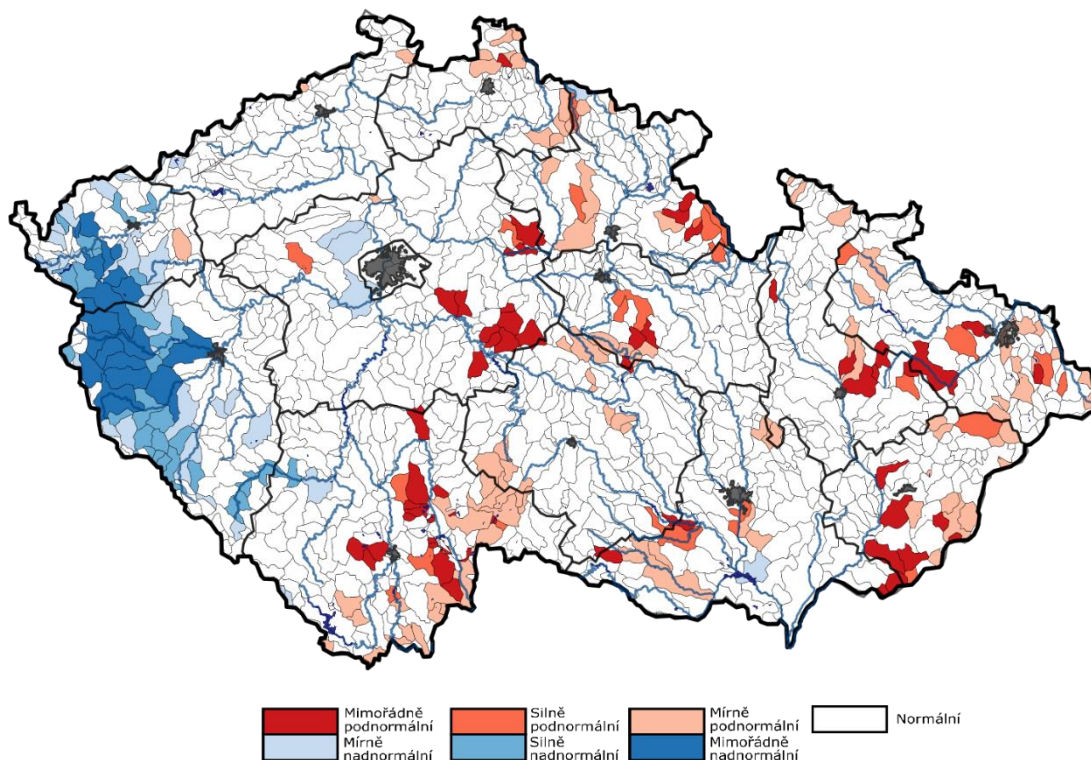 Mimořádně
podnormální
Silně
podnormální
Mírně
podnormální
Normální
Mírně
nadnormální
Silně
nadnormální
Mimořádně
nadnormální